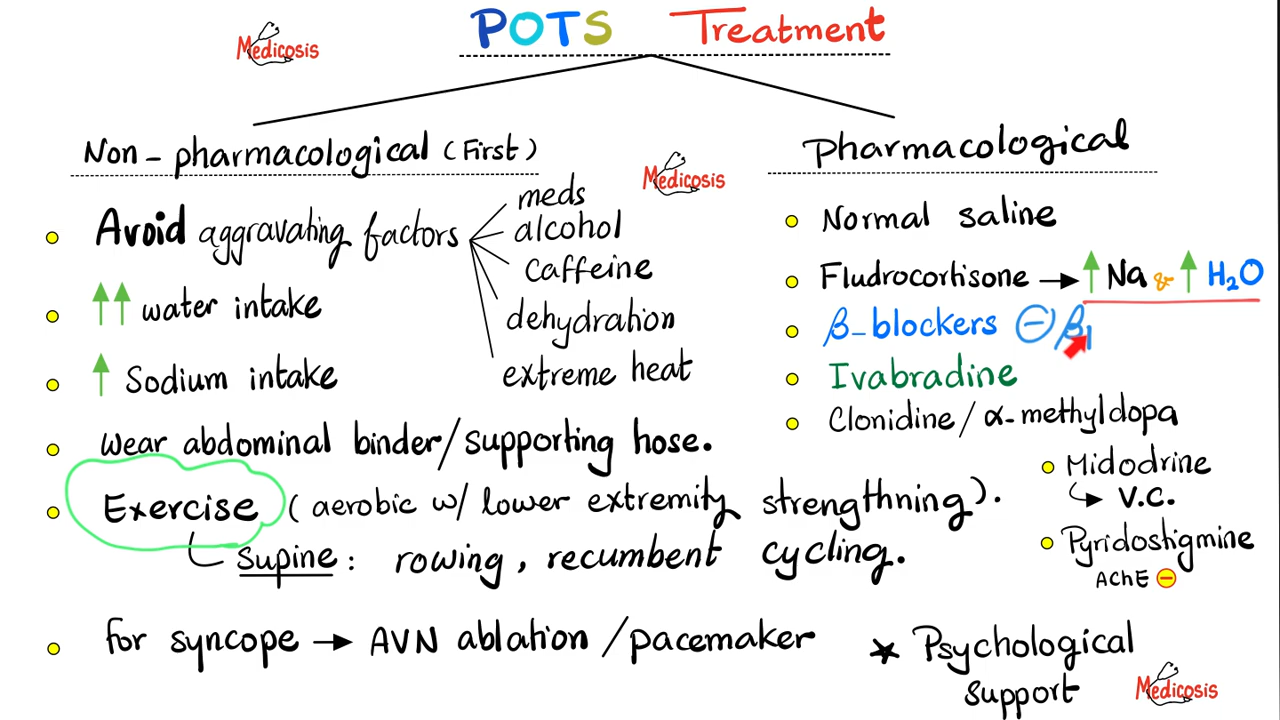 POTS Treatment
Medicosis
Non-pharmacological (First)
Avoid aggravating factors
meds
alcohol
caffeine
dehydration
extreme heat
↑↑ water intake
↑ Sodium intake
wear abdominal binder/supporting hose.
Exercise (aerobic w/ lower extremity strengthning).
Supine: rowing, recumbent cycling.
for syncope → AVN ablation/pacemaker
Medicosis
Pharmacological
Normal saline
Fludrocortisone → ↑ Na & ↑ H₂O
β-blockers ⊖ β₁
Ivabradine
Clonidine/α-methyldopa
Midodrine
↳ V.C.
Pyridostigmine
AChE ⊖
★ Psychological
support
Medicosis